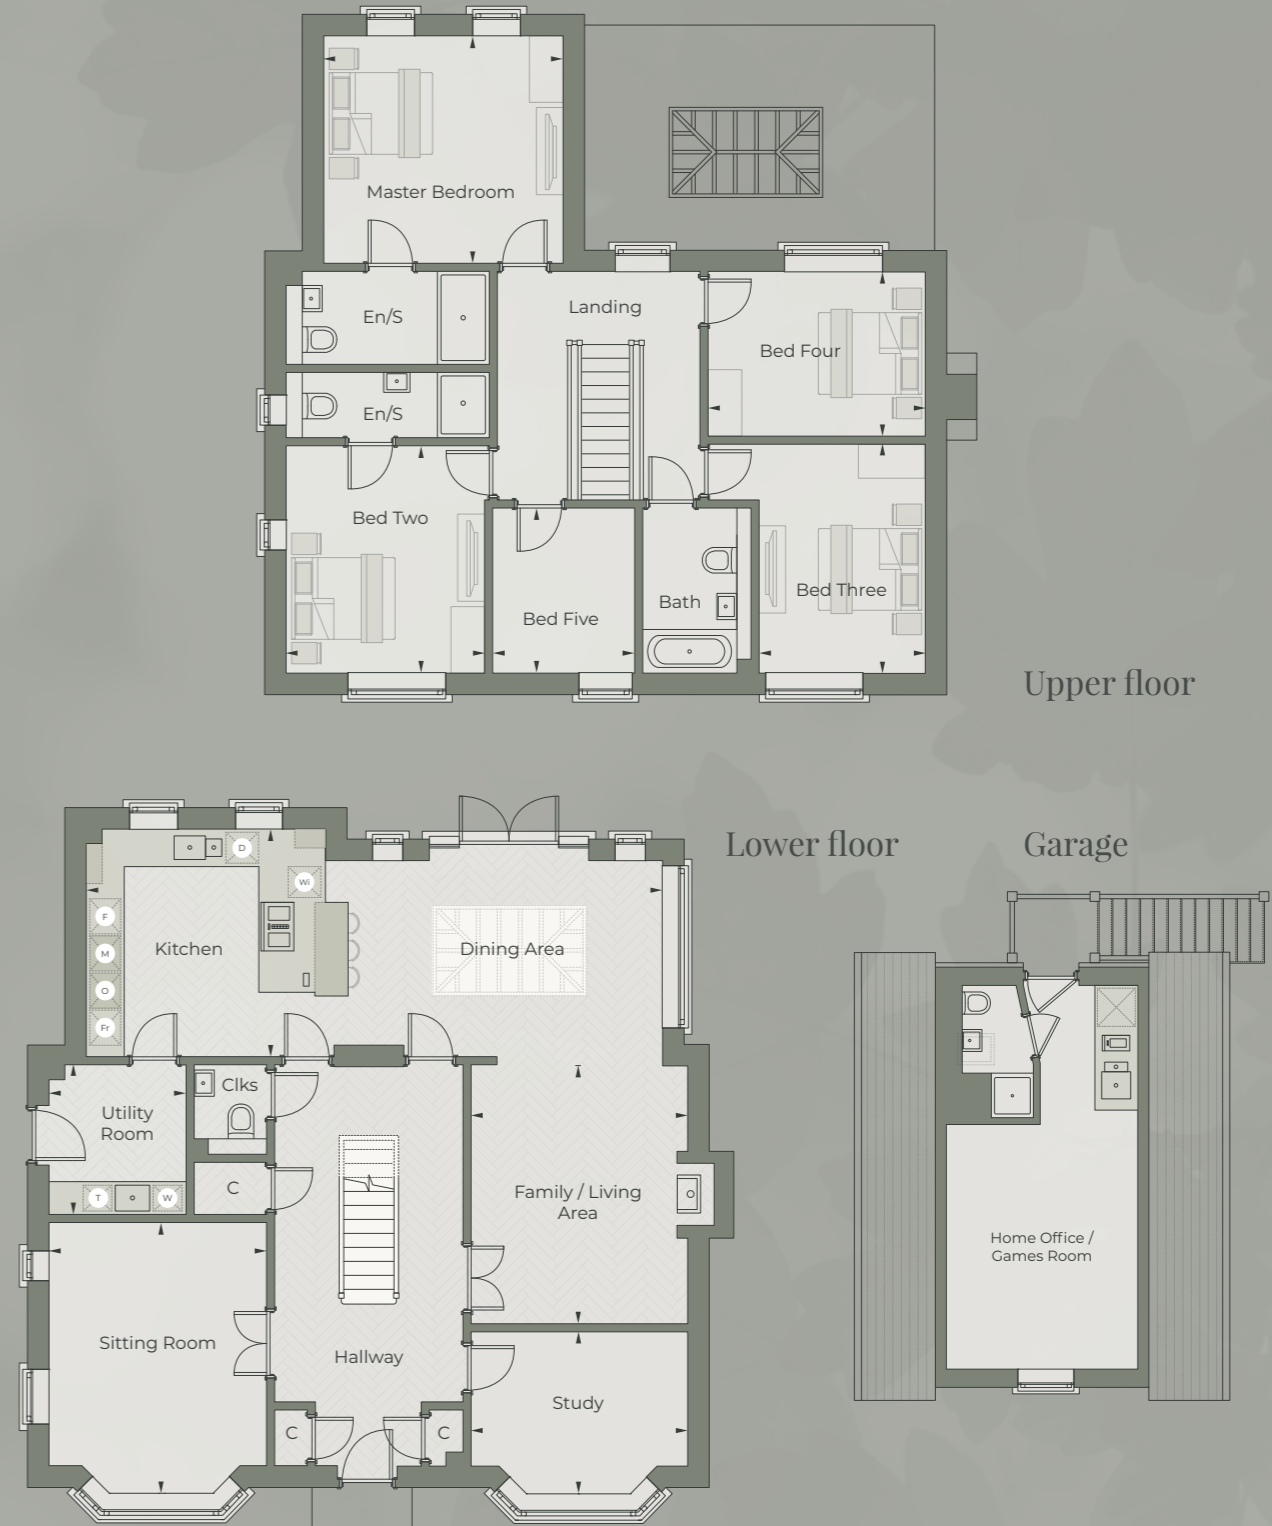 Master Bedroom
En/S
Landing
Bed Four
En/S
Bed Two
Bed Three
Bath
Bed Five
Upper floor
Lower floor
Garage
D
Wi
F
Kitchen
Dining Area
M
O
Fr
Clks
Utility
Room
C
T
W
Family / Living
Area
Home Office /
Games Room
Sitting Room
Hallway
Study
C
C